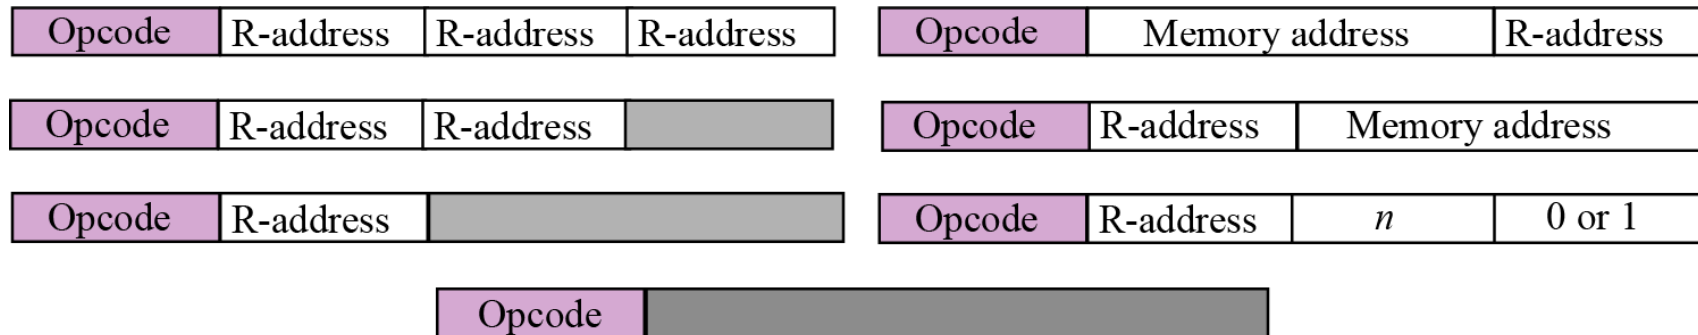 Opcode R-address R-address R-address
Opcode Memory address R-address
Opcode R-address R-address
Opcode R-address Memory address
Opcode R-address
Opcode R-address n 0 or 1
Opcode